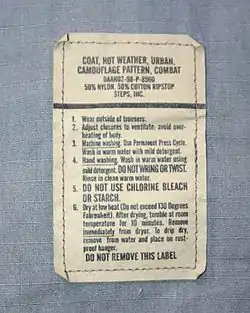 COAT, HOT WEATHER, URBAN,
CAMOUFLAGE PATTERN, COMBAT
DAAN02-98-P-8960
50% NYLON, 50% COTTON RIPSTOP
STEPS, INC.
1. Wear outside of trousers.
2. Adjust closures to ventilate; avoid over-
heating of body.
3. Machine washing. Use Permanent Press Cycle.
Wash in warm water with mild detergent.
4. Hand washing. Wash in warm water using
mild detergent. DO NOT WRING OR TWIST.
Rinse in clean warm water.
5. DO NOT USE CHLORINE BLEACH
OR STARCH.
6. Dry at low heat (Do not exceed 130 Degrees
Fahrenheit). After drying, tumble at room
temperature for 10 minutes. Remove
immediately from dryer. To drip dry,
remove from water and place on rust-
proof hanger.
DO NOT REMOVE THIS LABEL